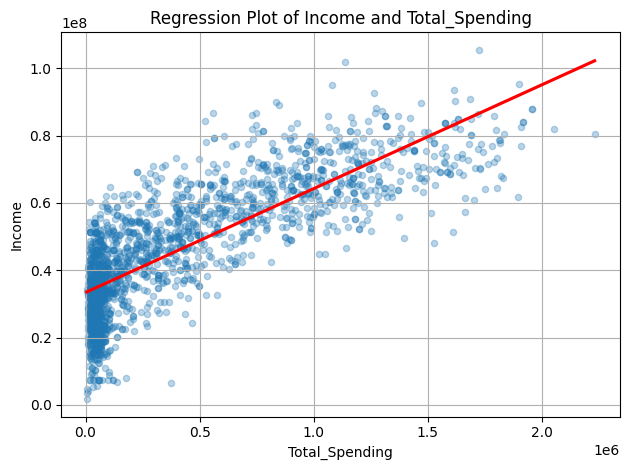 Regression Plot of Income and Total_Spending
1e8
1.0
0.8
0.6
0.4
0.2
0.0
Income
0.0 0.5 1.0 1.5 2.0
Total_Spending
1e6